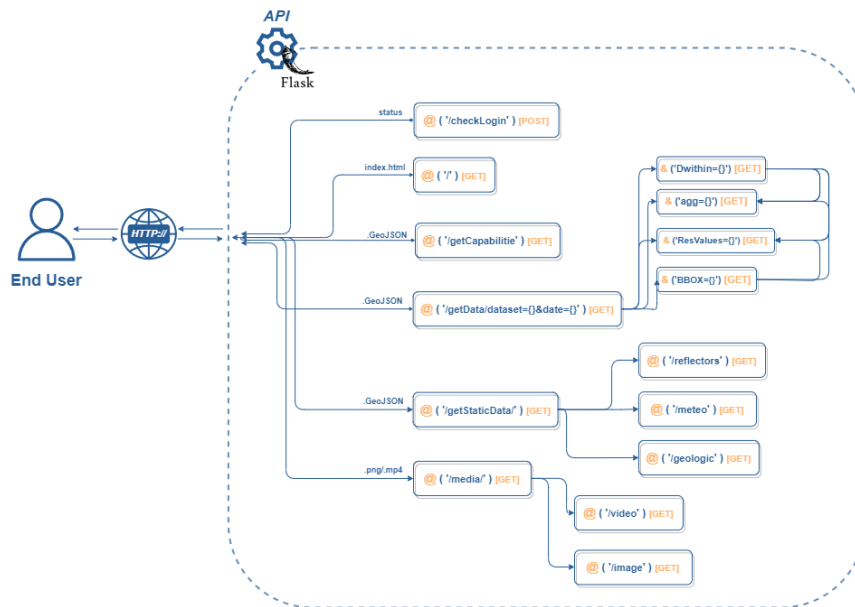 API
Flask
status
@ ( '/checkLogin' ) [POST]
index.html
@ ( '/' ) [GET]
& ('Dwithin={}') [GET]
& ('agg={}') [GET]
HTTP://
.GeoJSON
@ ( '/getCapabilitie' ) [GET]
& ('ResValues={}') [GET]
End User
& ('BBOX={}') [GET]
.GeoJSON
@ ( '/getData/dataset={}&date={}' ) [GET]
@ ( '/reflectors' ) [GET]
.GeoJSON
@ ( '/getStaticData/' ) [GET]
@ ( '/meteo' ) [GET]
@ ( '/geologic' ) [GET]
.png/.mp4
@ ( '/media/' ) [GET]
@ ( '/video' ) [GET]
@ ( '/image' ) [GET]